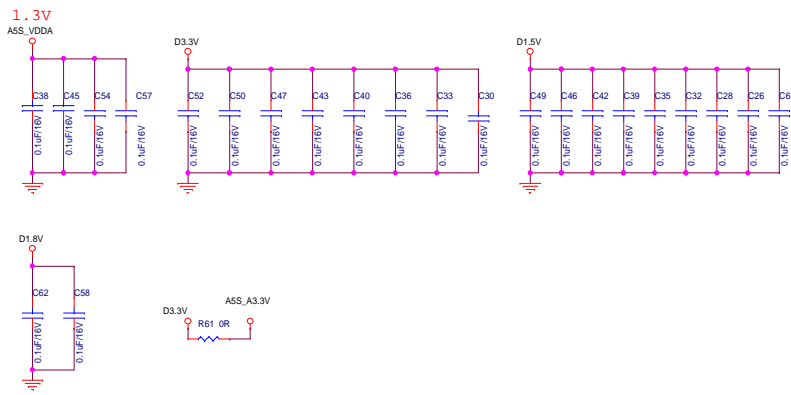 1.3V
A5S_VDDA
D3.3V
D1.5V
C38 C45 C54 C57
C52 C50 C47 C43 C40 C36 C33 C30
C49 C46 C42 C39 C35 C32 C28 C26 C6
0.1uF/16V 0.1uF/16V 0.1uF/16V 0.1uF/16V
0.1uF/16V 0.1uF/16V 0.1uF/16V 0.1uF/16V 0.1uF/16V 0.1uF/16V 0.1uF/16V 0.1uF/16V
0.1uF/16V 0.1uF/16V 0.1uF/16V 0.1uF/16V 0.1uF/16V 0.1uF/16V 0.1uF/16V 0.1uF/16V 0.1uF/16V
D1.8V
C62 C58
0.1uF/16V 0.1uF/16V
D3.3V
A5S_A3.3V
R61 0R